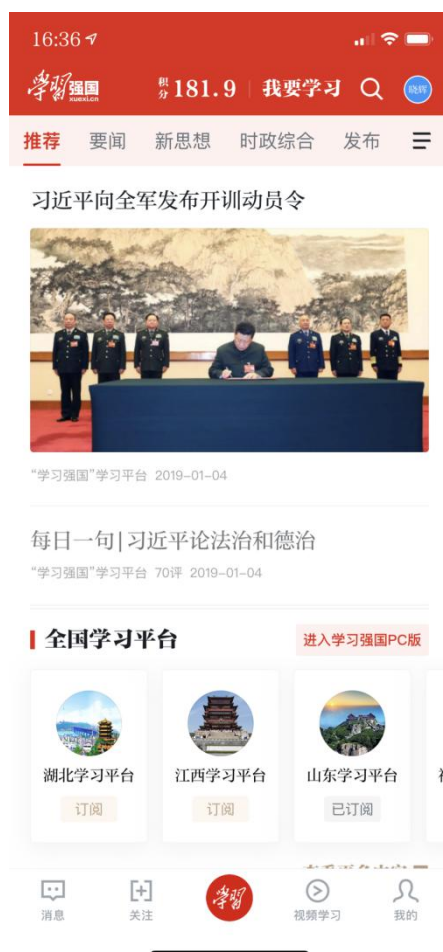 16:36
学习强国
xuexi.cn
积分 181.9
我要学习
晓辉
推荐 要闻 新思想 时政综合 发布
习近平向全军发布开训动员令
“学习强国”学习平台 2019-01-04
每日一句|习近平论法治和德治
“学习强国”学习平台 70评 2019-01-04
全国学习平台
进入学习强国PC版
湖北学习平台 江西学习平台 山东学习平台
订阅 订阅 已订阅
消息 关注 学習 视频学习 我的